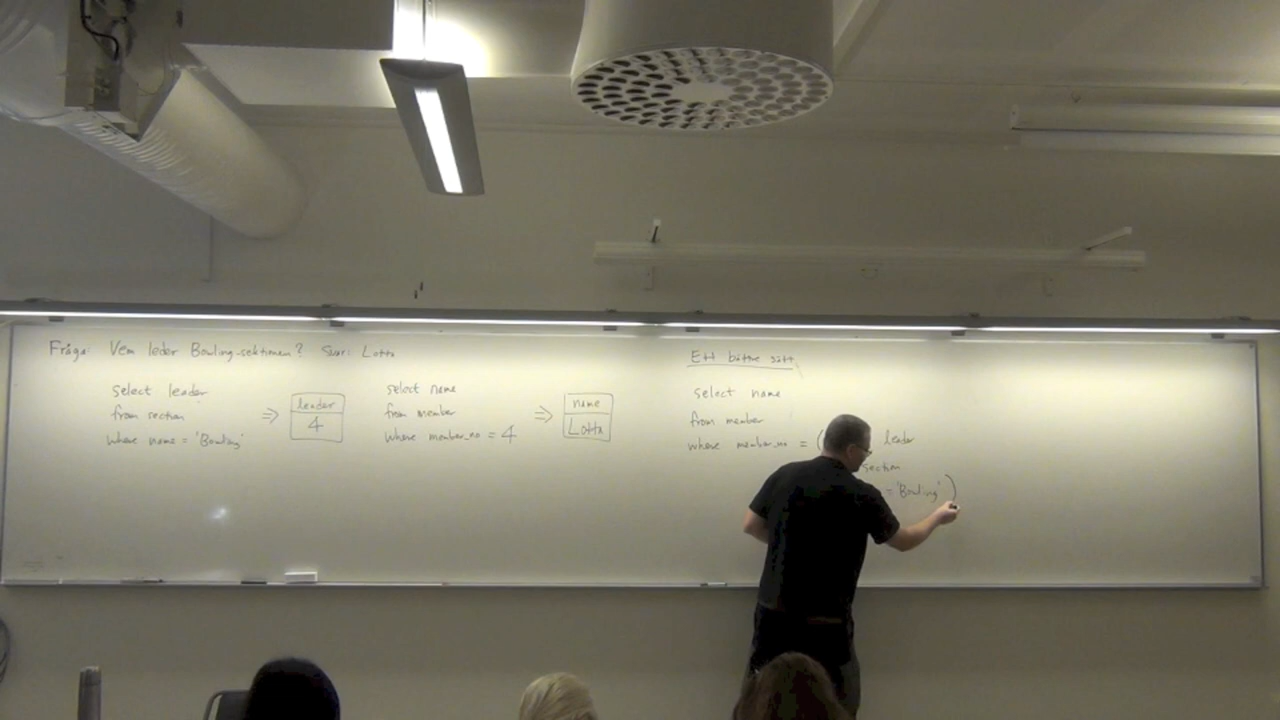 Fråga: Vem leder Bowling-sektionen? Svar: Lotta
select leader
from section
where name = 'Bowling'
⇒
leader
4
select name
from member
where member_no = 4
⇒
name
Lotta
Ett bättre sätt
select name
from member
where member_no = (
leader
section
= 'Bowling')